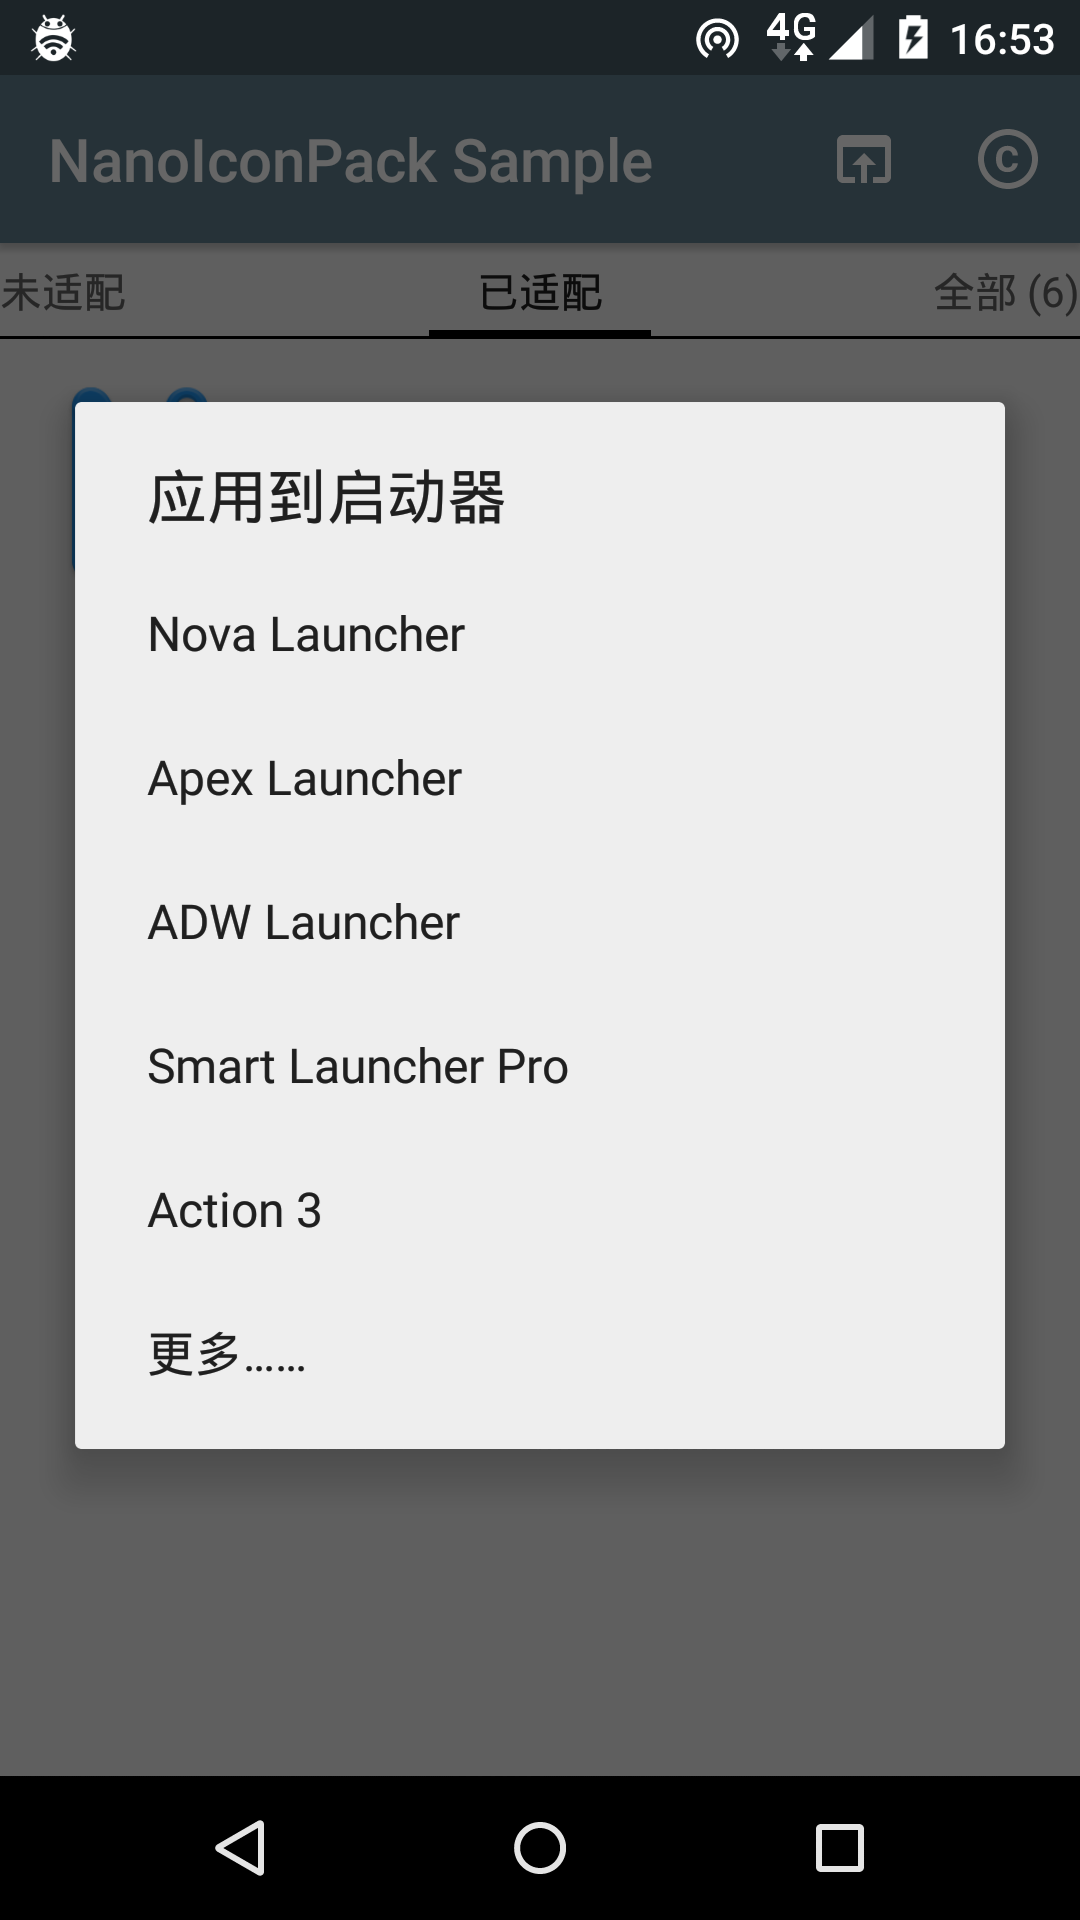 4G 16:53
NanoIconPack Sample
未适配 已适配 全部 (6)
应用到启动器
Nova Launcher
Apex Launcher
ADW Launcher
Smart Launcher Pro
Action 3
更多……